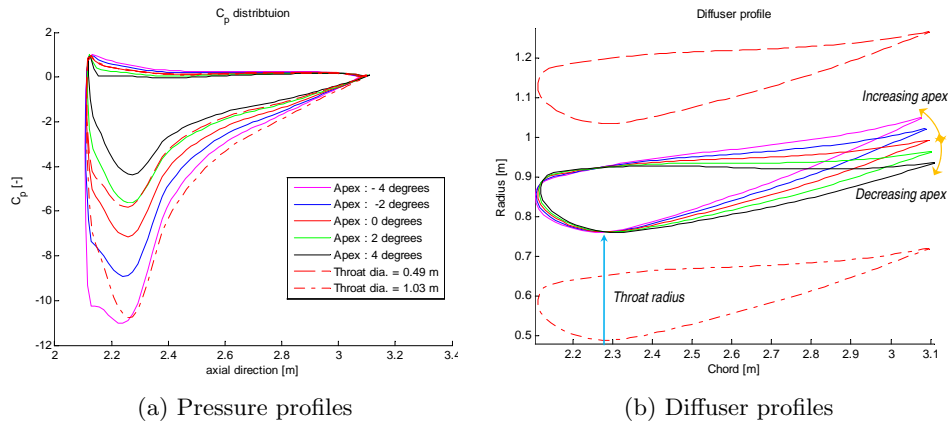 C_p distribtuion
2
0
-2
-4
-6
-8
-10
-12
C_p [-]
2
2.2
2.4
2.6
2.8
3
3.2
3.4
axial direction [m]
Apex : - 4 degrees
Apex : -2 degrees
Apex : 0 degrees
Apex : 2 degrees
Apex : 4 degrees
Throat dia. = 0.49 m
Throat dia. = 1.03 m
(a) Pressure profiles
Diffuser profile
1.2
1.1
1
0.9
0.8
0.7
0.6
0.5
Radius [m]
Increasing apex
Decreasing apex
Throat radius
2.2
2.3
2.4
2.5
2.6
2.7
2.8
2.9
3
3.1
Chord [m]
(b) Diffuser profiles